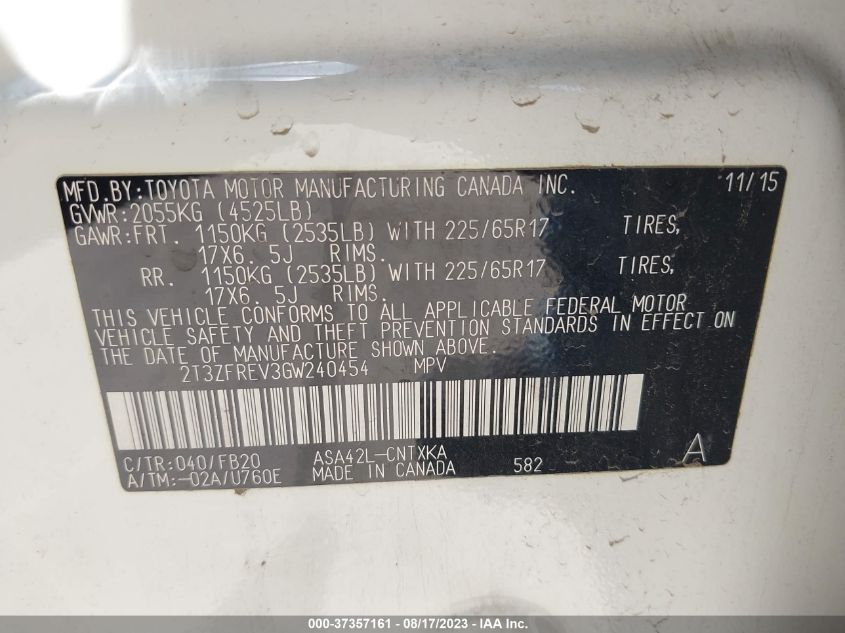 MFD.BY:TOYOTA MOTOR MANUFACTURING CANADA INC. 11/15
GVWR:2055KG (4525LB)
GAWR:FRT. 1150KG (2535LB) WITH 225/65R17 TIRES,
17X6. 5J RIMS.
RR. 1150KG (2535LB) WITH 225/65R17 TIRES,
17X6. 5J RIMS.
THIS VEHICLE CONFORMS TO ALL APPLICABLE FEDERAL MOTOR
VEHICLE SAFETY AND THEFT PREVENTION STANDARDS IN EFFECT ON
THE DATE OF MANUFACTURE SHOWN ABOVE.
2T3ZFREV3GW240454 MPV
C/TR:040/FB20 ASA42L-CNTXKA A
A/TM:-02A/U760E MADE IN CANADA 582
000-37357161 - 08/17/2023 - IAA Inc.